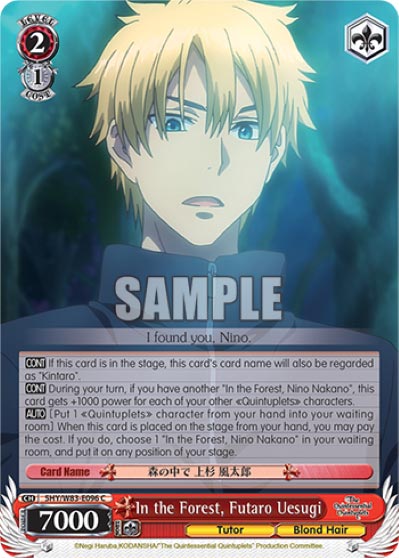 LEVEL
2
1
COST
SAMPLE
I found you, Nino.
CONT If this card is in the stage, this card's card name will also be regarded
as "Kintaro".
CONT During your turn, if you have another "In the Forest, Nino Nakano", this
card gets +1000 power for each of your other «Quintuplets» characters.
AUTO [Put 1 «Quintuplets» character from your hand into your waiting
room] When this card is placed on the stage from your hand, you may pay
the cost. If you do, choose 1 "In the Forest, Nino Nakano" in your waiting
room, and put it on any position of your stage.
Card Name 森の中で 上杉 風太郎
CH 5HY/W83-E096 C
In the Forest, Futaro Uesugi
The Quintessential Quintuplets
7000
Tutor
Blond Hair
©Negi Haruba,KODANSHA/"The Quintessential Quintuplets" Production Committee